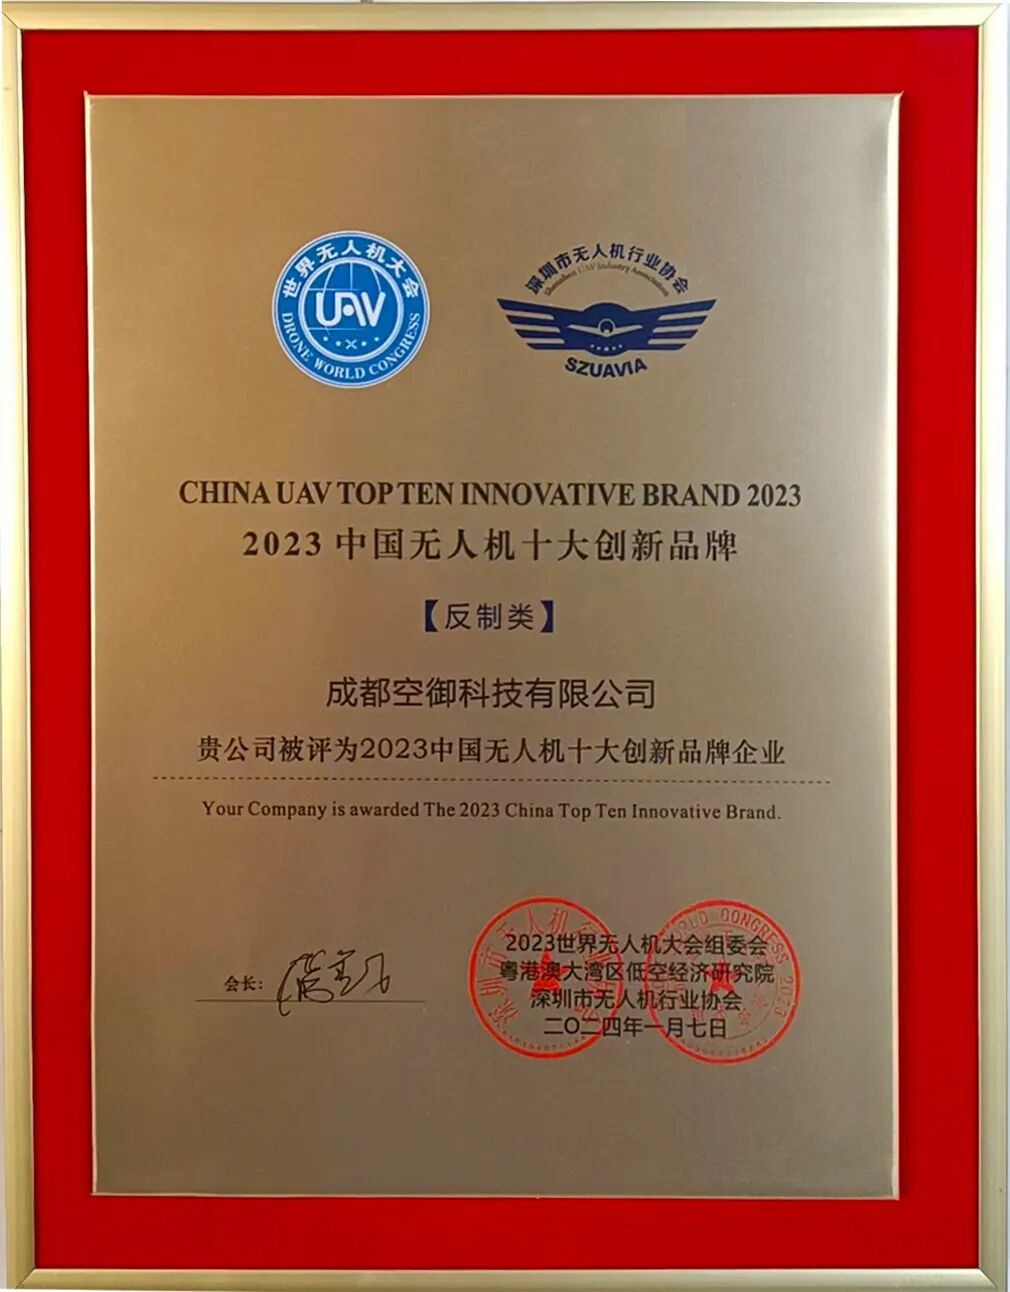 世界无人机大会
UAV
DRONE WORLD CONGRESS
深圳市无人机行业协会
Shenzhen UAV Industry Association
SZUAVIA
CHINA UAV TOP TEN INNOVATIVE BRAND 2023
2023 中国无人机十大创新品牌
【反制类】
成都空御科技有限公司
贵公司被评为2023中国无人机十大创新品牌企业
Your Company is awarded The 2023 China Top Ten Innovative Brand.
会长:
2023世界无人机大会组委会
粤港澳大湾区低空经济研究院
深圳市无人机行业协会
二〇二四年一月七日